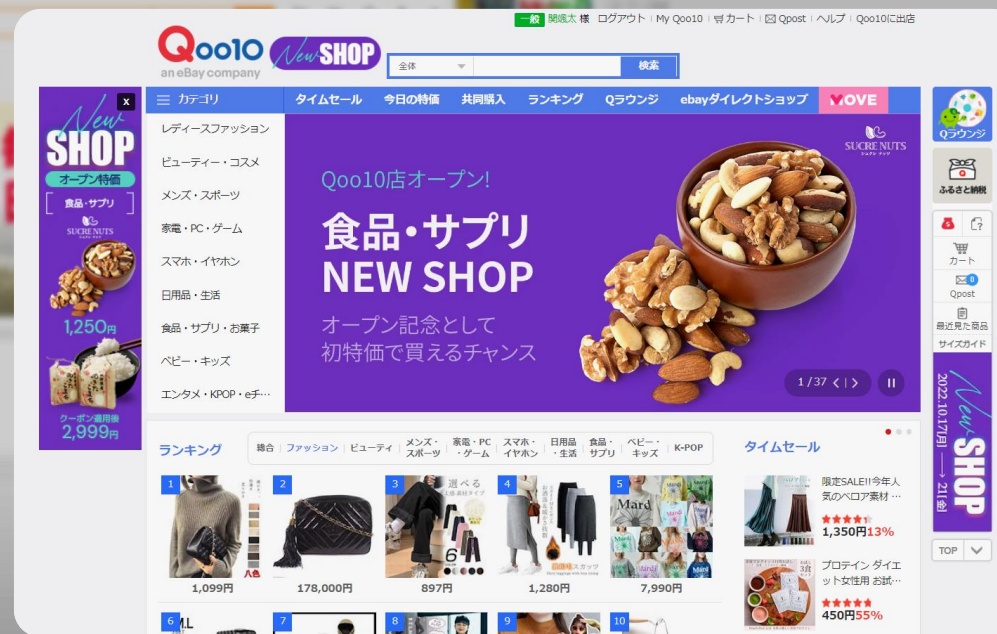 一般 関颯太 様 ログアウト | My Qoo10 | カート | Qpost | ヘルプ | Qoo10に出店
Qoo10
an eBay company
New SHOP
全体
検索
カテゴリ
タイムセール 今日の特価 共同購入 ランキング Qラウンジ ebayダイレクトショップ MOVE
X
New
SHOP
オープン特価
食品・サプリ
SUCRE NUTS
1,250円
クーポン適用後
2,999円
レディースファッション
ビューティー・コスメ
メンズ・スポーツ
家電・PC・ゲーム
スマホ・イヤホン
日用品・生活
食品・サプリ・お菓子
ベビー・キッズ
エンタメ・KPOP・eチ…
SUCRE NUTS
Qoo10店オープン!
食品・サプリ
NEW SHOP
オープン記念として
初特価で買えるチャンス
1 / 37
Qラウンジ
ふるさと納税
カート
0
Qpost
最近見た商品
サイズガイド
2022.10.17[月] → 21[金]
New
SHOP
TOP
ランキング
総合 | ファッション | ビューティ | メンズ・スポーツ | 家電・PC・ゲーム | スマホ・イヤホン | 日用品・生活 | 食品・サプリ | ベビー・キッズ | K-POP
1
八色
1,099円
2
178,000円
3
選べる
6
897円
4
1,280円
5
Mardi
7,990円
6
7
8
9
10
タイムセール
限定SALE!!今年人
気のベロア素材 …
1,350円13%
3食
プロテイン ダイエ
ット女性用 お試…
450円55%